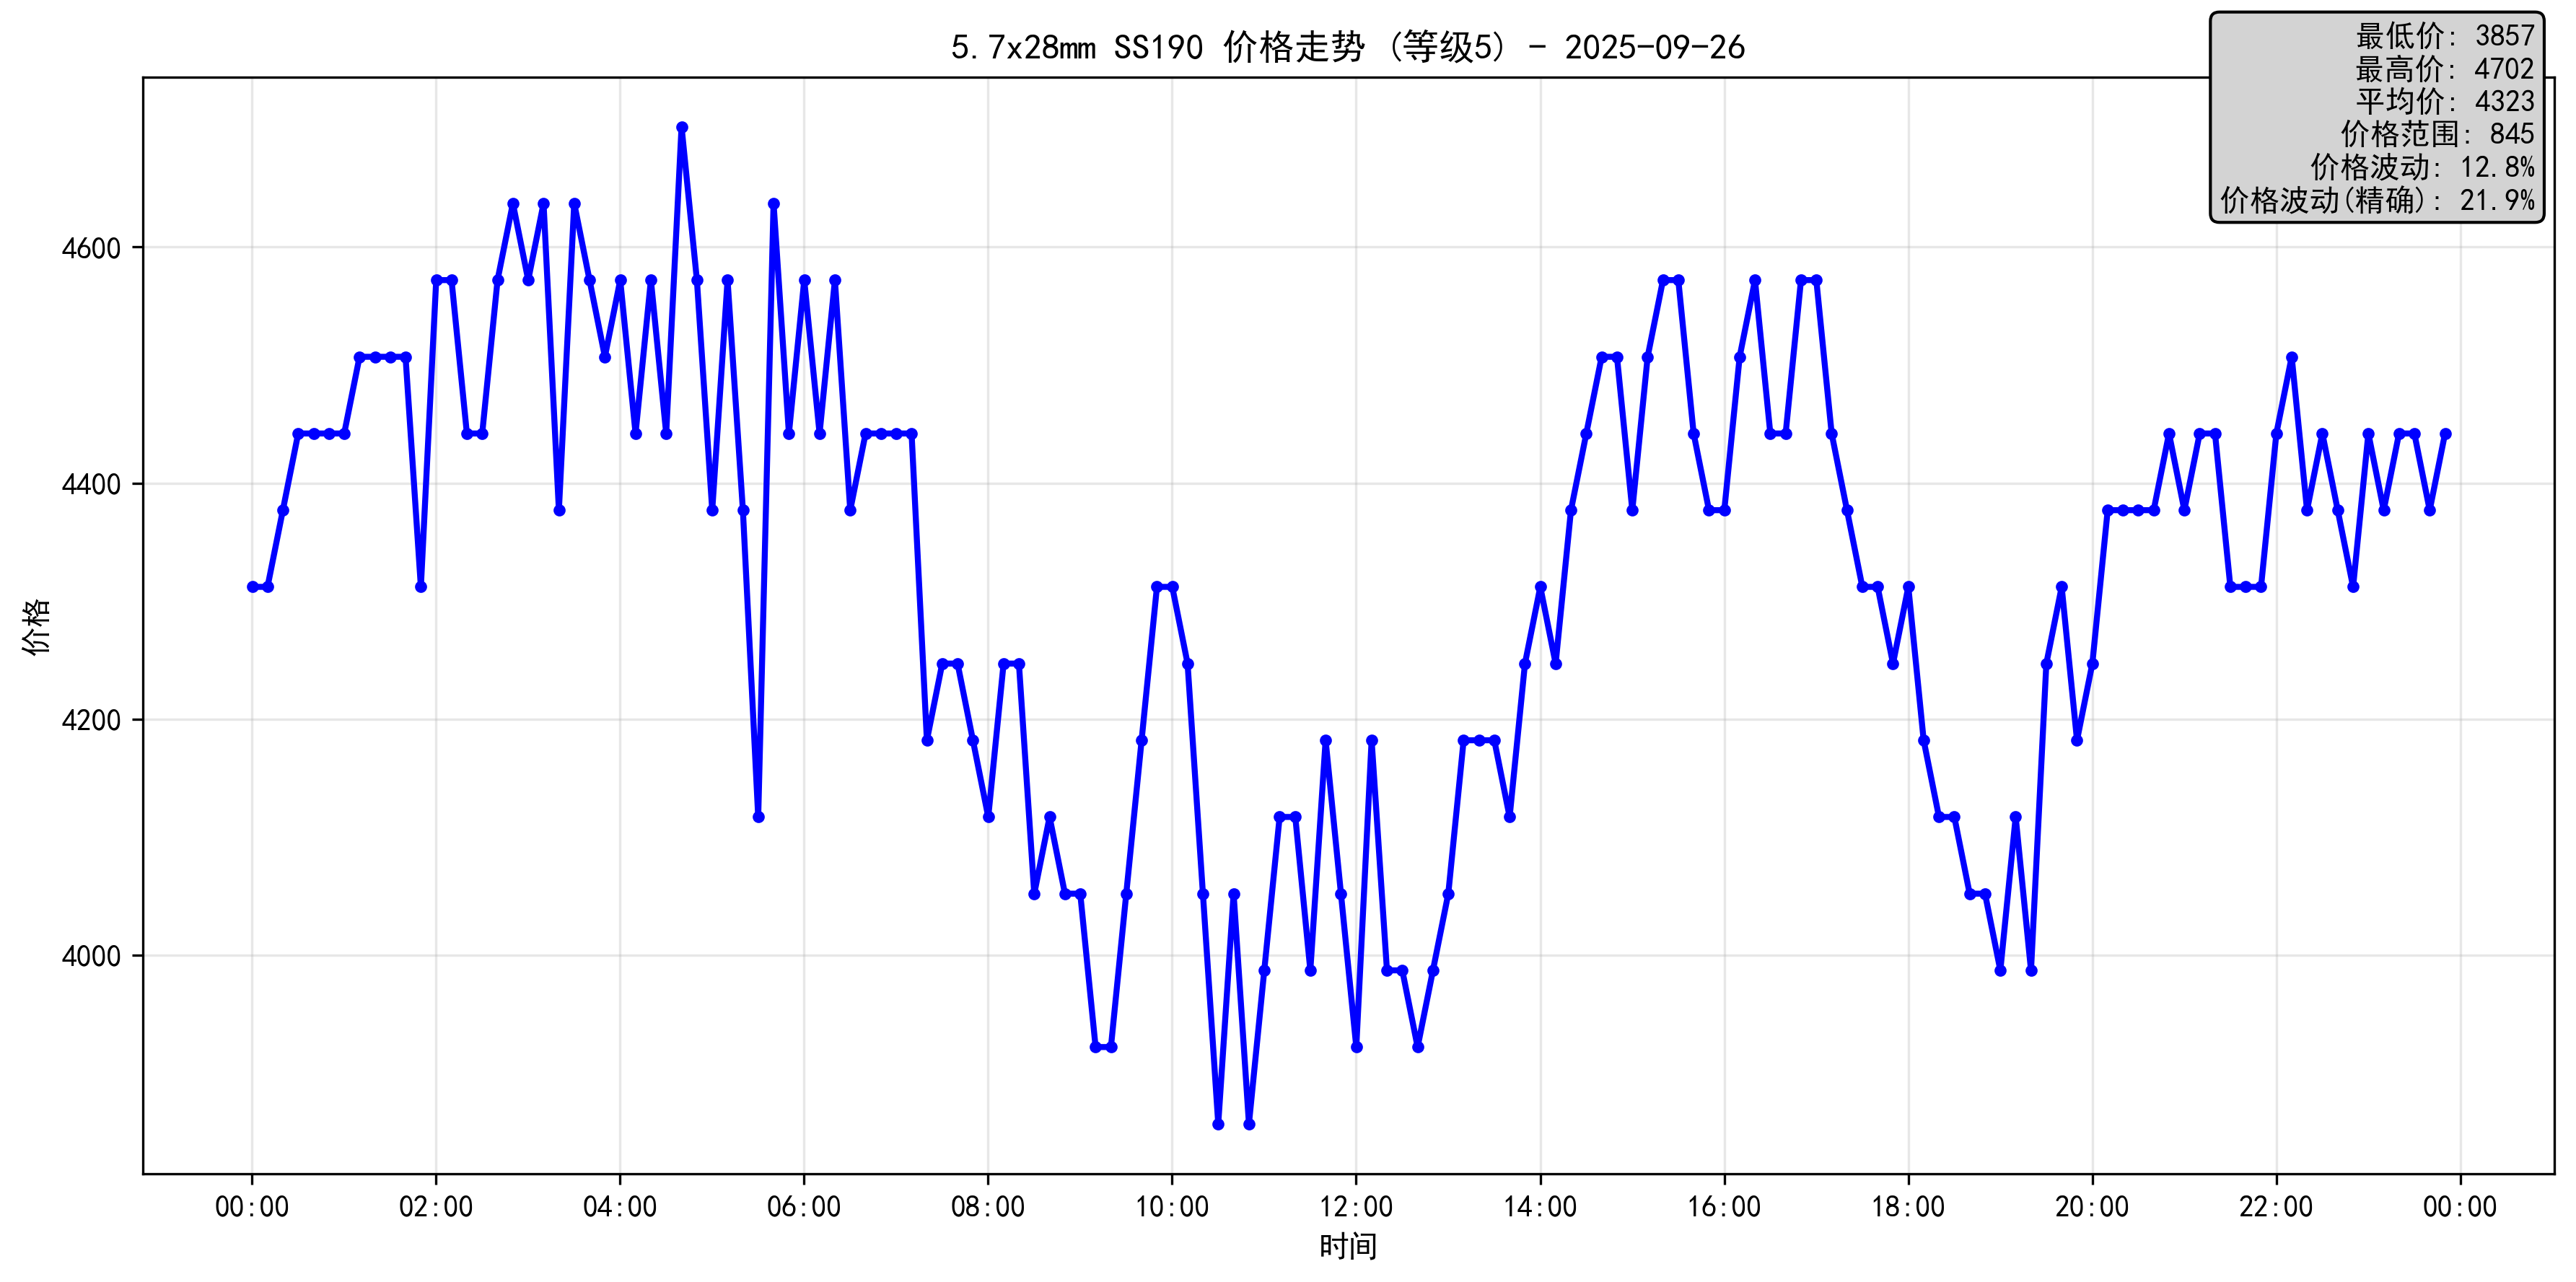 5.7x28mm SS190 价格走势 (等级5) - 2025-09-26
最低价: 3857
最高价: 4702
平均价: 4323
价格范围: 845
价格波动: 12.8%
价格波动(精确): 21.9%
4600
4400
4200
4000
价格
00:00 02:00 04:00 06:00 08:00 10:00 12:00 14:00 16:00 18:00 20:00 22:00 00:00
时间